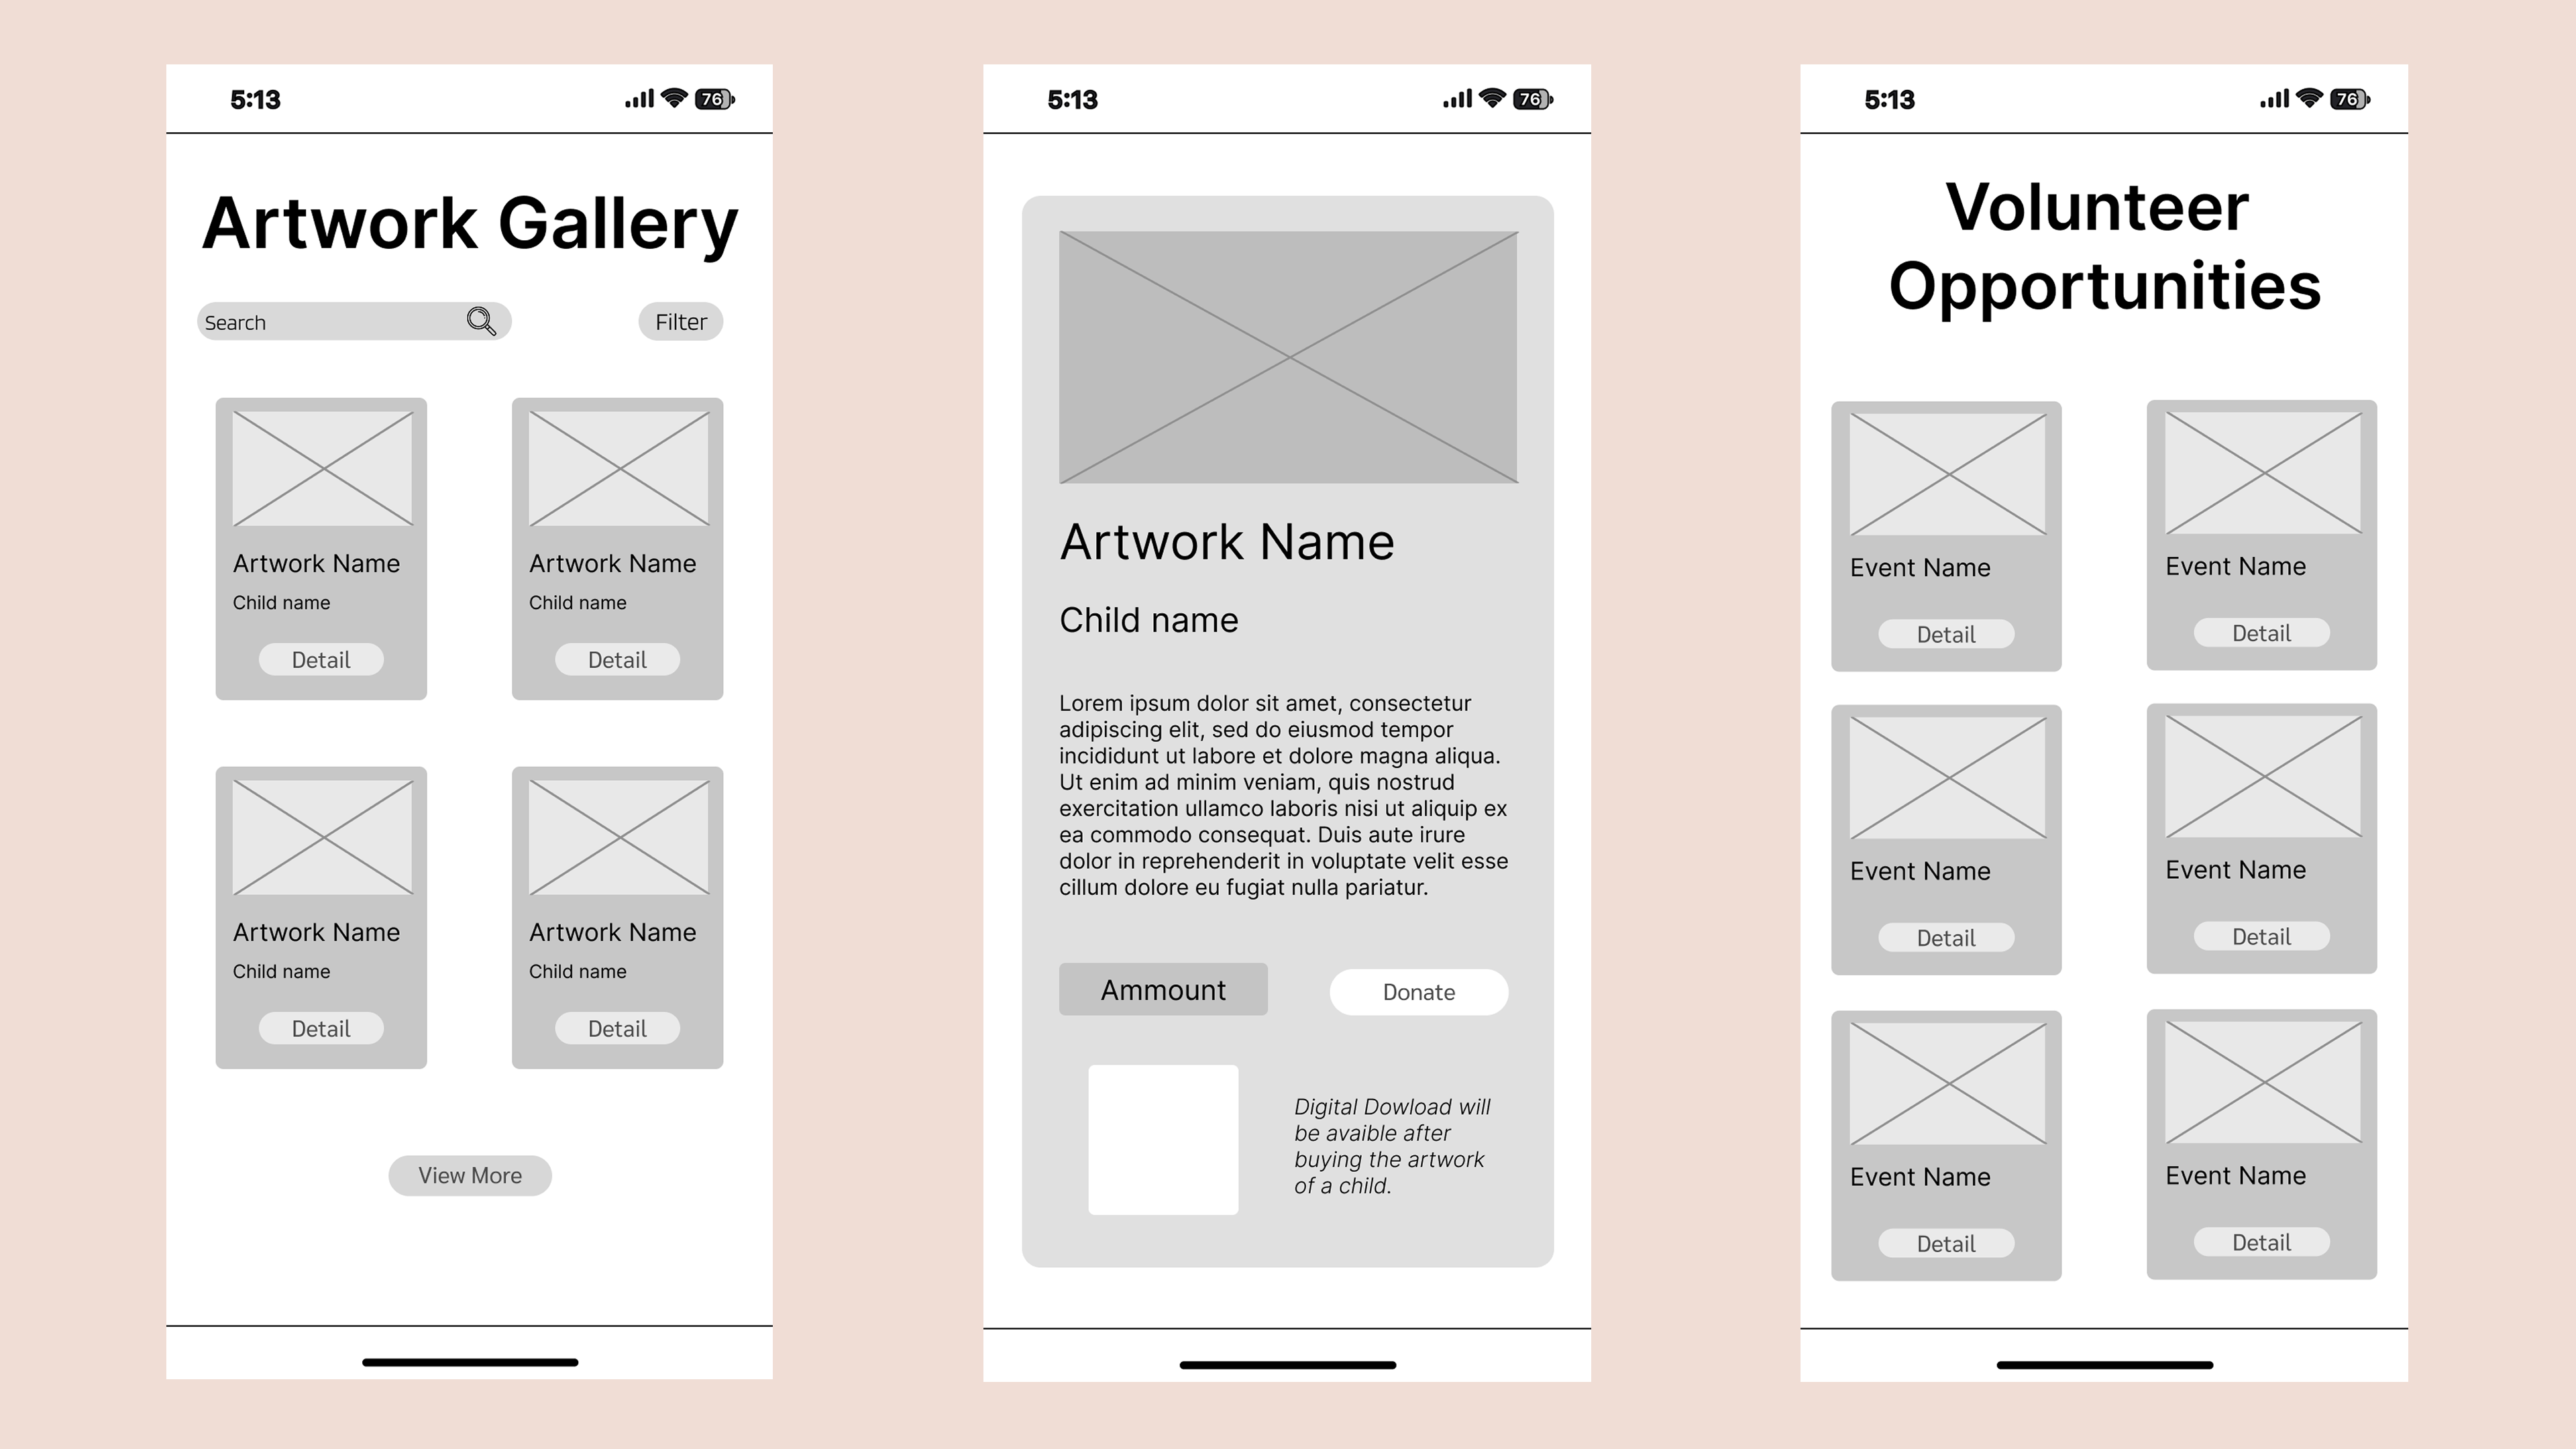 5:13
76
Artwork Gallery
Search
Filter
Artwork Name
Child name
Detail
Artwork Name
Child name
Detail
Artwork Name
Child name
Detail
Artwork Name
Child name
Detail
View More
5:13
76
Artwork Name
Child name
Lorem ipsum dolor sit amet, consectetur
adipiscing elit, sed do eiusmod tempor
incididunt ut labore et dolore magna aliqua.
Ut enim ad minim veniam, quis nostrud
exercitation ullamco laboris nisi ut aliquip ex
ea commodo consequat. Duis aute irure
dolor in reprehenderit in voluptate velit esse
cillum dolore eu fugiat nulla pariatur.
Ammount
Donate
Digital Dowload will
be avaible after
buying the artwork
of a child.
5:13
76
Volunteer
Opportunities
Event Name
Detail
Event Name
Detail
Event Name
Detail
Event Name
Detail
Event Name
Detail
Event Name
Detail